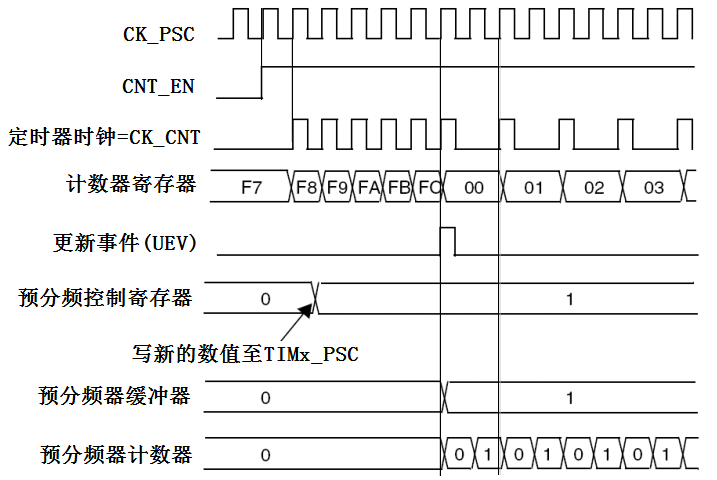 CK_PSC
CNT_EN
定时器时钟=CK_CNT
计数器寄存器 F7 F8 F9 FA FB FC 00 01 02 03
更新事件(UEV)
预分频控制寄存器 0 1
写新的数值至TIMx_PSC
预分频器缓冲器 0 1
预分频器计数器 0 0 1 0 1 0 1 0 1